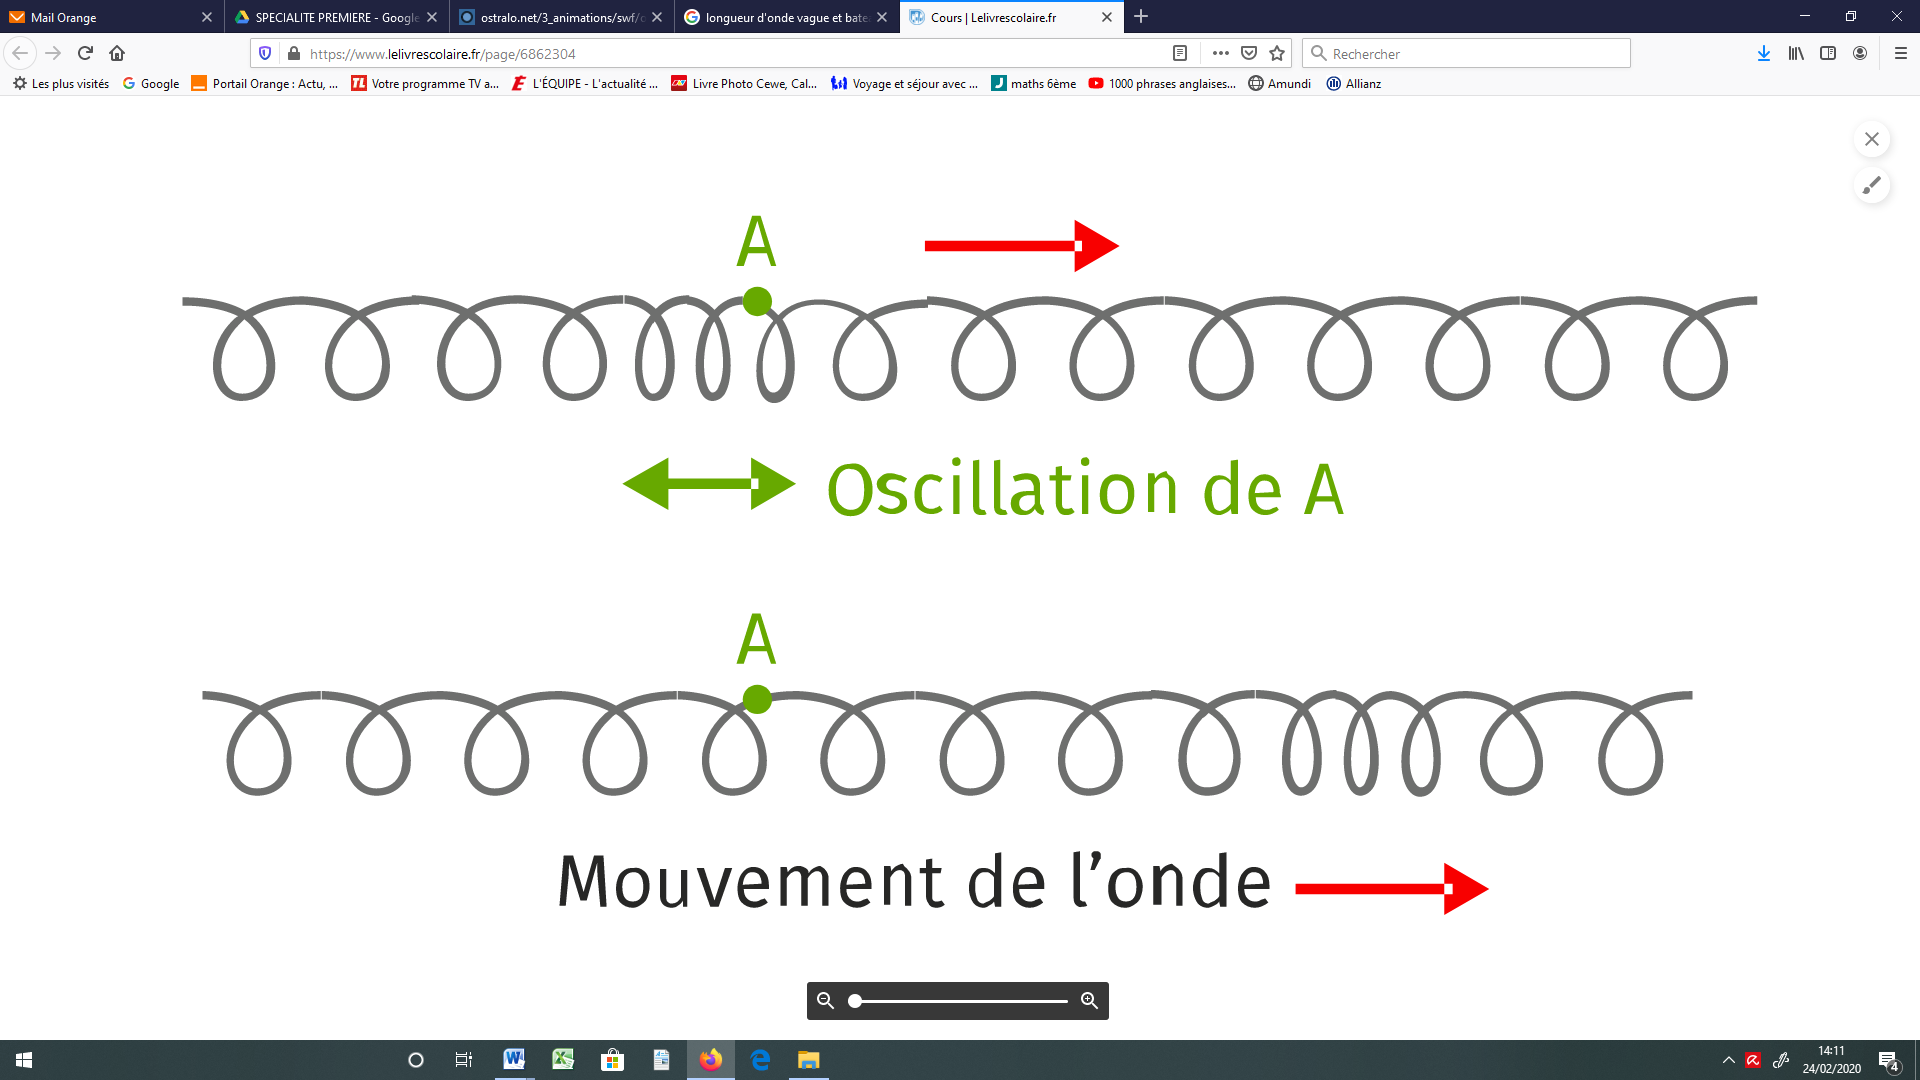 Mail Orange
SPECIALITE PREMIERE - Google
ostralo.net/3_animations/swf/o
longueur d'onde vague et bate
Cours | Lelivrescolaire.fr
https://www.lelivrescolaire.fr/page/6862304
Rechercher
Les plus visités
Google
Portail Orange : Actu, ...
Votre programme TV a...
L'ÉQUIPE - L'actualité ...
Livre Photo Cewe, Cal...
Voyage et séjour avec ...
maths 6ème
1000 phrases anglaises...
Amundi
Allianz
A
Oscillation de A
A
Mouvement de l'onde
14:11
24/02/2020
4